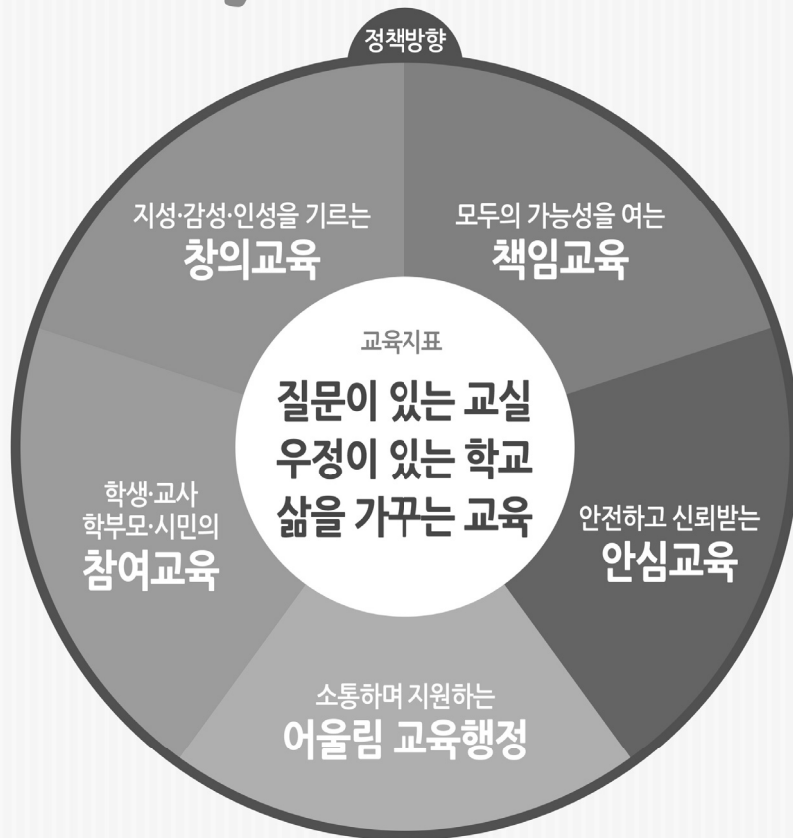 정책방향
지성·감성·인성을 기르는
창의교육
모두의 가능성을 여는
책임교육
교육지표
질문이 있는 교실
우정이 있는 학교
삶을 가꾸는 교육
학생·교사
학부모·시민의
참여교육
안전하고 신뢰받는
안심교육
소통하며 지원하는
어울림 교육행정